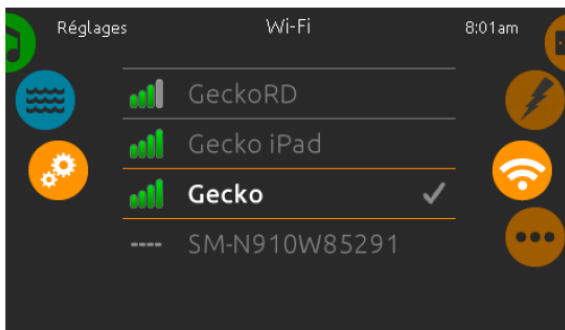 Réglages Wi-Fi 8:01am
GeckoRD
Gecko iPad
Gecko
---- SM-N910W85291